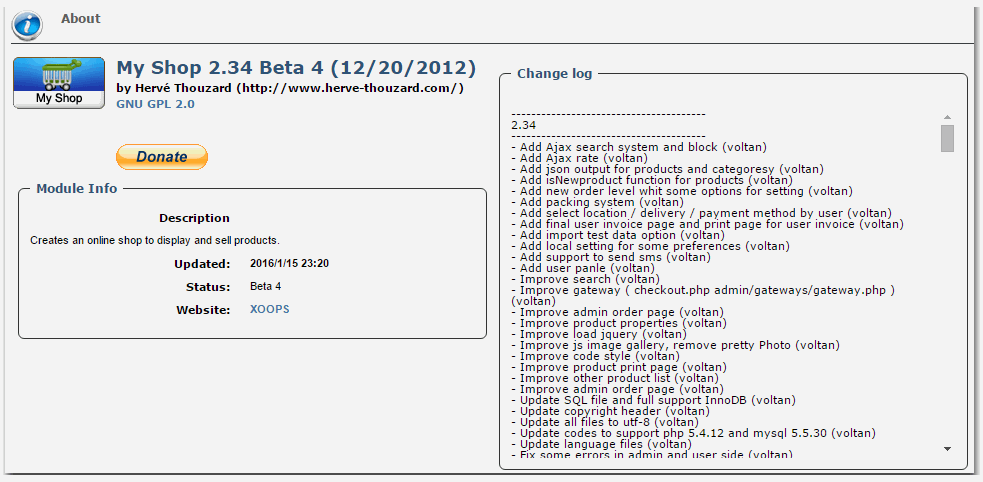 About
My Shop
My Shop 2.34 Beta 4 (12/20/2012)
by Hervé Thouzard (http://www.herve-thouzard.com/)
GNU GPL 2.0
Donate
Module Info
Description
Creates an online shop to display and sell products.
Updated: 2016/1/15 23:20
Status: Beta 4
Website: XOOPS
Change log
---------------------------------------
2.34
---------------------------------------
- Add Ajax search system and block (voltan)
- Add Ajax rate (voltan)
- Add json output for products and categoresy (voltan)
- Add isNewproduct function for products (voltan)
- Add new order level whit some options for setting (voltan)
- Add packing system (voltan)
- Add select location / delivery / payment method by user (voltan)
- Add final user invoice page and print page for user invoice (voltan)
- Add import test data option (voltan)
- Add local setting for some preferences (voltan)
- Add support to send sms (voltan)
- Add user panle (voltan)
- Improve search (voltan)
- Improve gateway ( checkout.php admin/gateways/gateway.php )
(voltan)
- Improve admin order page (voltan)
- Improve product properties (voltan)
- Improve load jquery (voltan)
- Improve js image gallery, remove pretty Photo (voltan)
- Improve code style (voltan)
- Improve product print page (voltan)
- Improve other product list (voltan)
- Improve admin order page (voltan)
- Update SQL file and full support InnoDB (voltan)
- Update copyright header (voltan)
- Update all files to utf-8 (voltan)
- Update codes to support php 5.4.12 and mysql 5.5.30 (voltan)
- Update language files (voltan)
- Fix some errors in admin and user side (voltan)